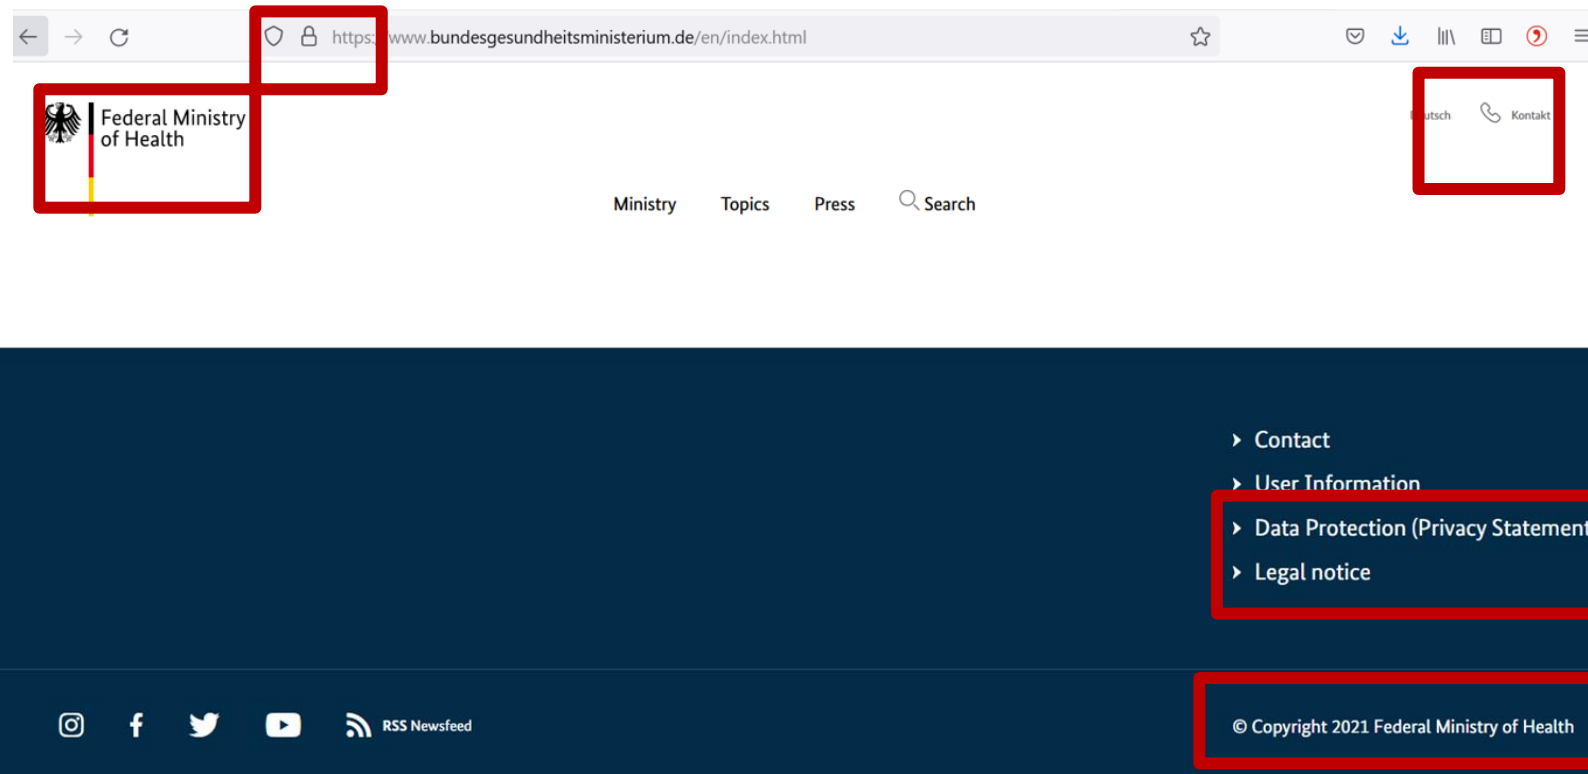 https://www.bundesgesundheitsministerium.de/en/index.html
Federal Ministry
of Health
Deutsch Kontakt
Ministry Topics Press Search
Contact
User Information
Data Protection (Privacy Statement
Legal notice
RSS Newsfeed
© Copyright 2021 Federal Ministry of Health